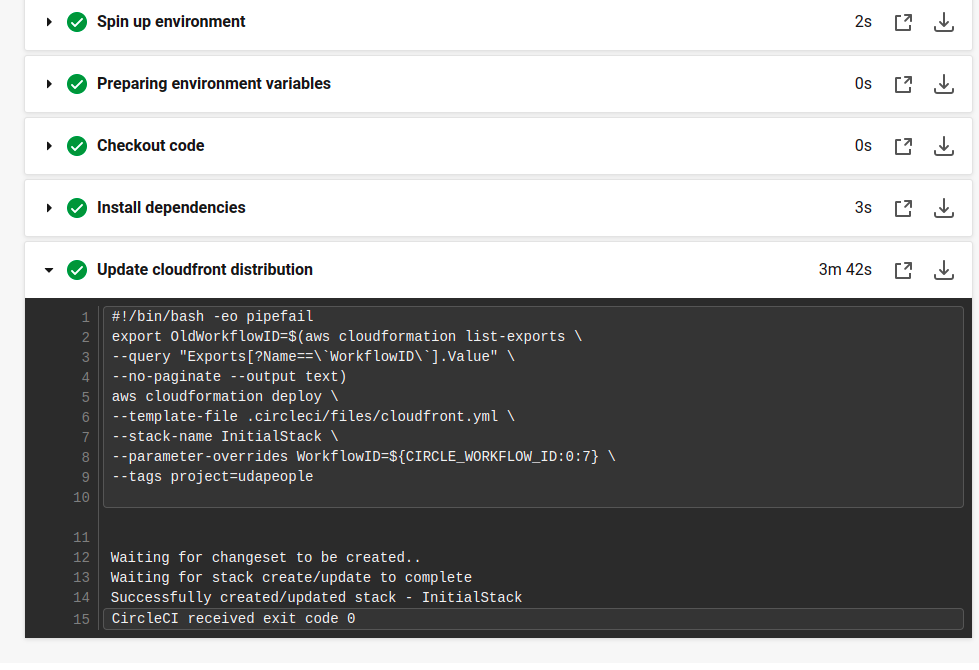 Spin up environment 2s
Preparing environment variables 0s
Checkout code 0s
Install dependencies 3s
Update cloudfront distribution 3m 42s
1 #!/bin/bash -eo pipefail
2 export OldWorkflowID=$(aws cloudformation list-exports \
3 --query "Exports[?Name==\`WorkflowID\`].Value" \
4 --no-paginate --output text)
5 aws cloudformation deploy \
6 --template-file .circleci/files/cloudfront.yml \
7 --stack-name InitialStack \
8 --parameter-overrides WorkflowID=${CIRCLE_WORKFLOW_ID:0:7} \
9 --tags project=udapeople
10
11
12 Waiting for changeset to be created..
13 Waiting for stack create/update to complete
14 Successfully created/updated stack - InitialStack
15 CircleCI received exit code 0